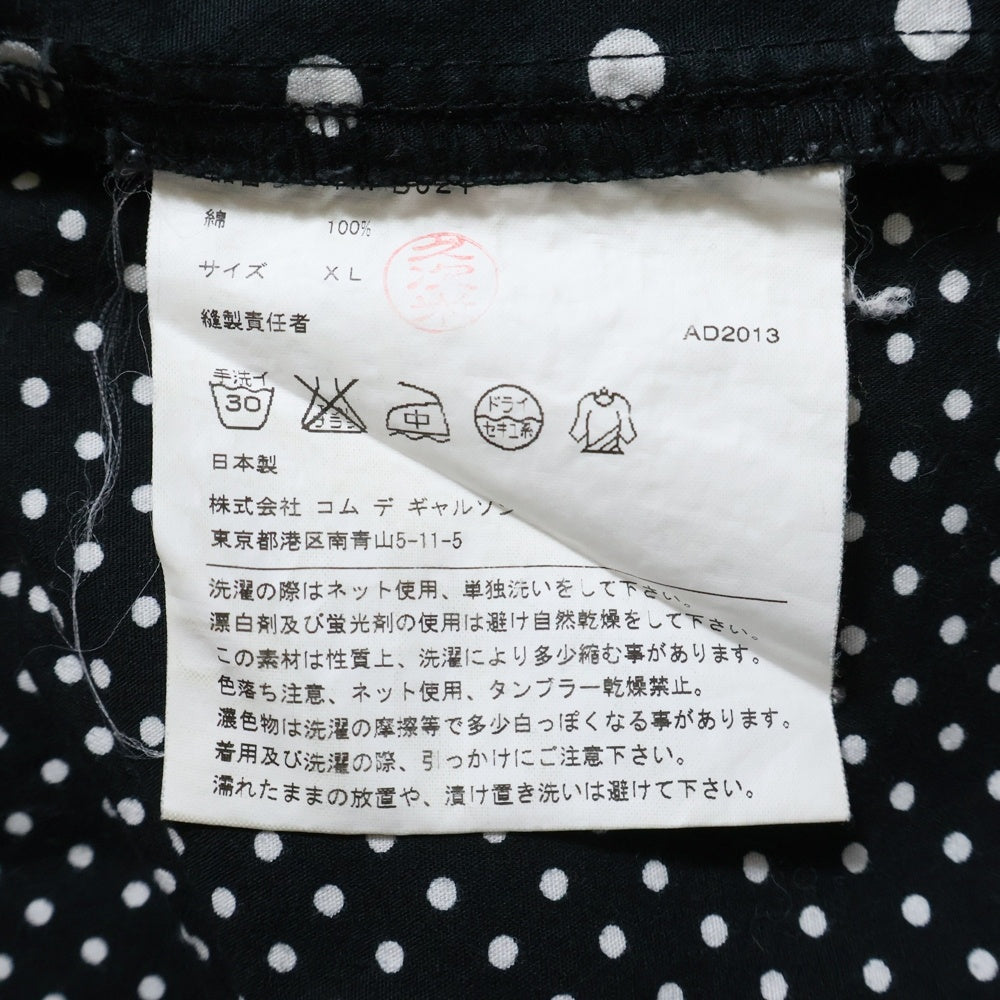 B024
綿 100%
サイズ XL
縫製責任者 AD2013
手洗イ
30
中
ドライ
セキユ系
日本製
株式会社 コム デ ギャルソン
東京都港区南青山5-11-5
洗濯の際はネット使用、単独洗いをして下さい。
漂白剤及び蛍光剤の使用は避け自然乾燥をして下さい。
この素材は性質上、洗濯により多少縮む事があります。
色落ち注意、ネット使用、タンブラー乾燥禁止。
濃色物は洗濯の摩擦等で多少白っぽくなる事があります。
着用及び洗濯の際、引っかけにご注意下さい。
濡れたままの放置や、漬け置き洗いは避けて下さい。